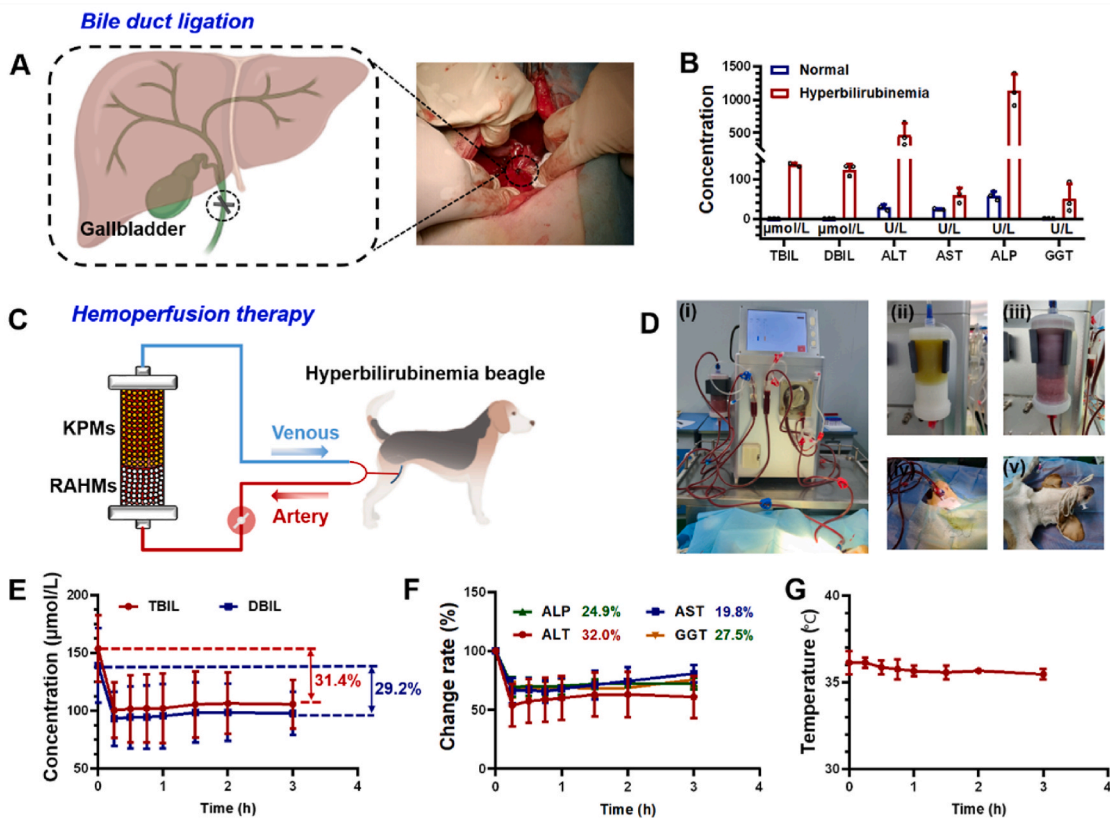 Bile duct ligation
A
Gallbladder
B
Normal
Hyperbilirubinemia
Concentration
1500
1000
500
100
0
µmol/L µmol/L U/L U/L U/L U/L
TBIL DBIL ALT AST ALP GGT
C
Hemoperfusion therapy
Hyperbilirubinemia beagle
KPMs
RAHMs
Venous
Artery
D
(i)
(ii)
(iii)
(iv)
(v)
E
TBIL DBIL
Concentration (µmol/L)
200
150
100
50
31.4%
29.2%
0 1 2 3 4
Time (h)
F
ALP 24.9% AST 19.8%
ALT 32.0% GGT 27.5%
Change rate (%)
150
100
50
0
0 1 2 3 4
Time (h)
G
Temperature (℃)
40
35
30
0 1 2 3 4
Time (h)